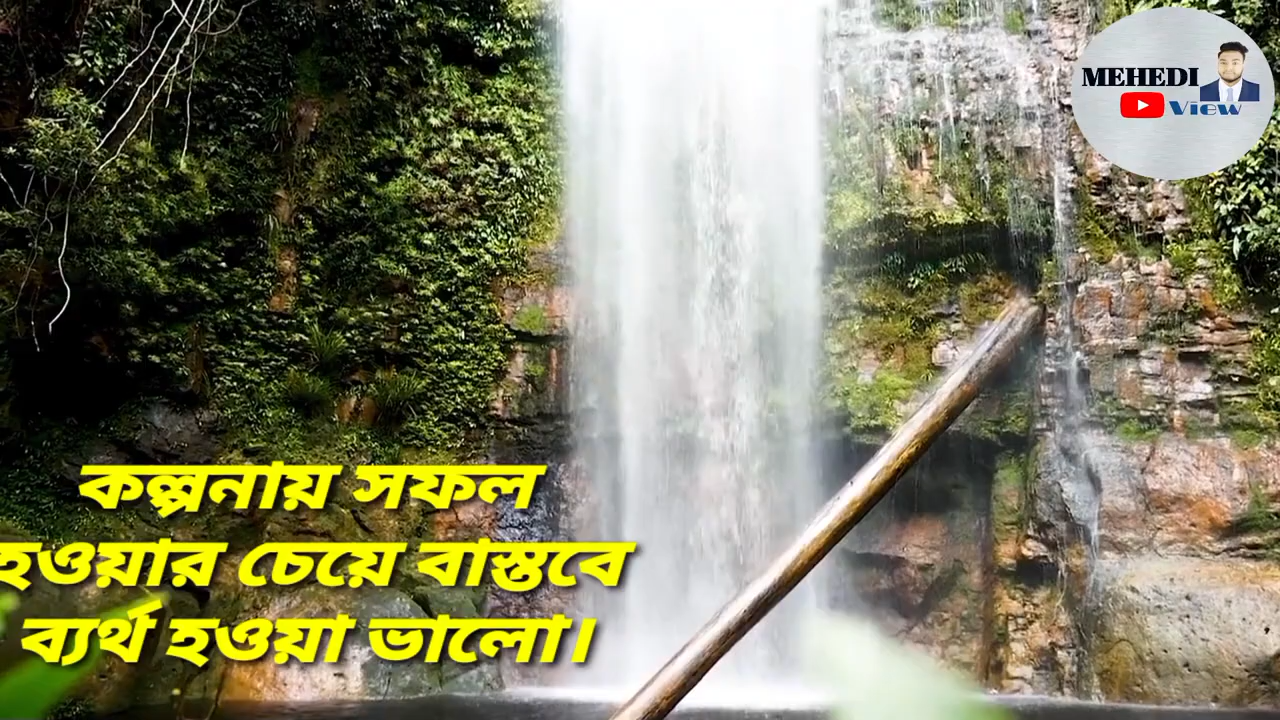 MEHEDI
View
কল্পনায় সফল
হওয়ার চেয়ে বাস্তবে
ব্যর্থ হওয়া ভালো।